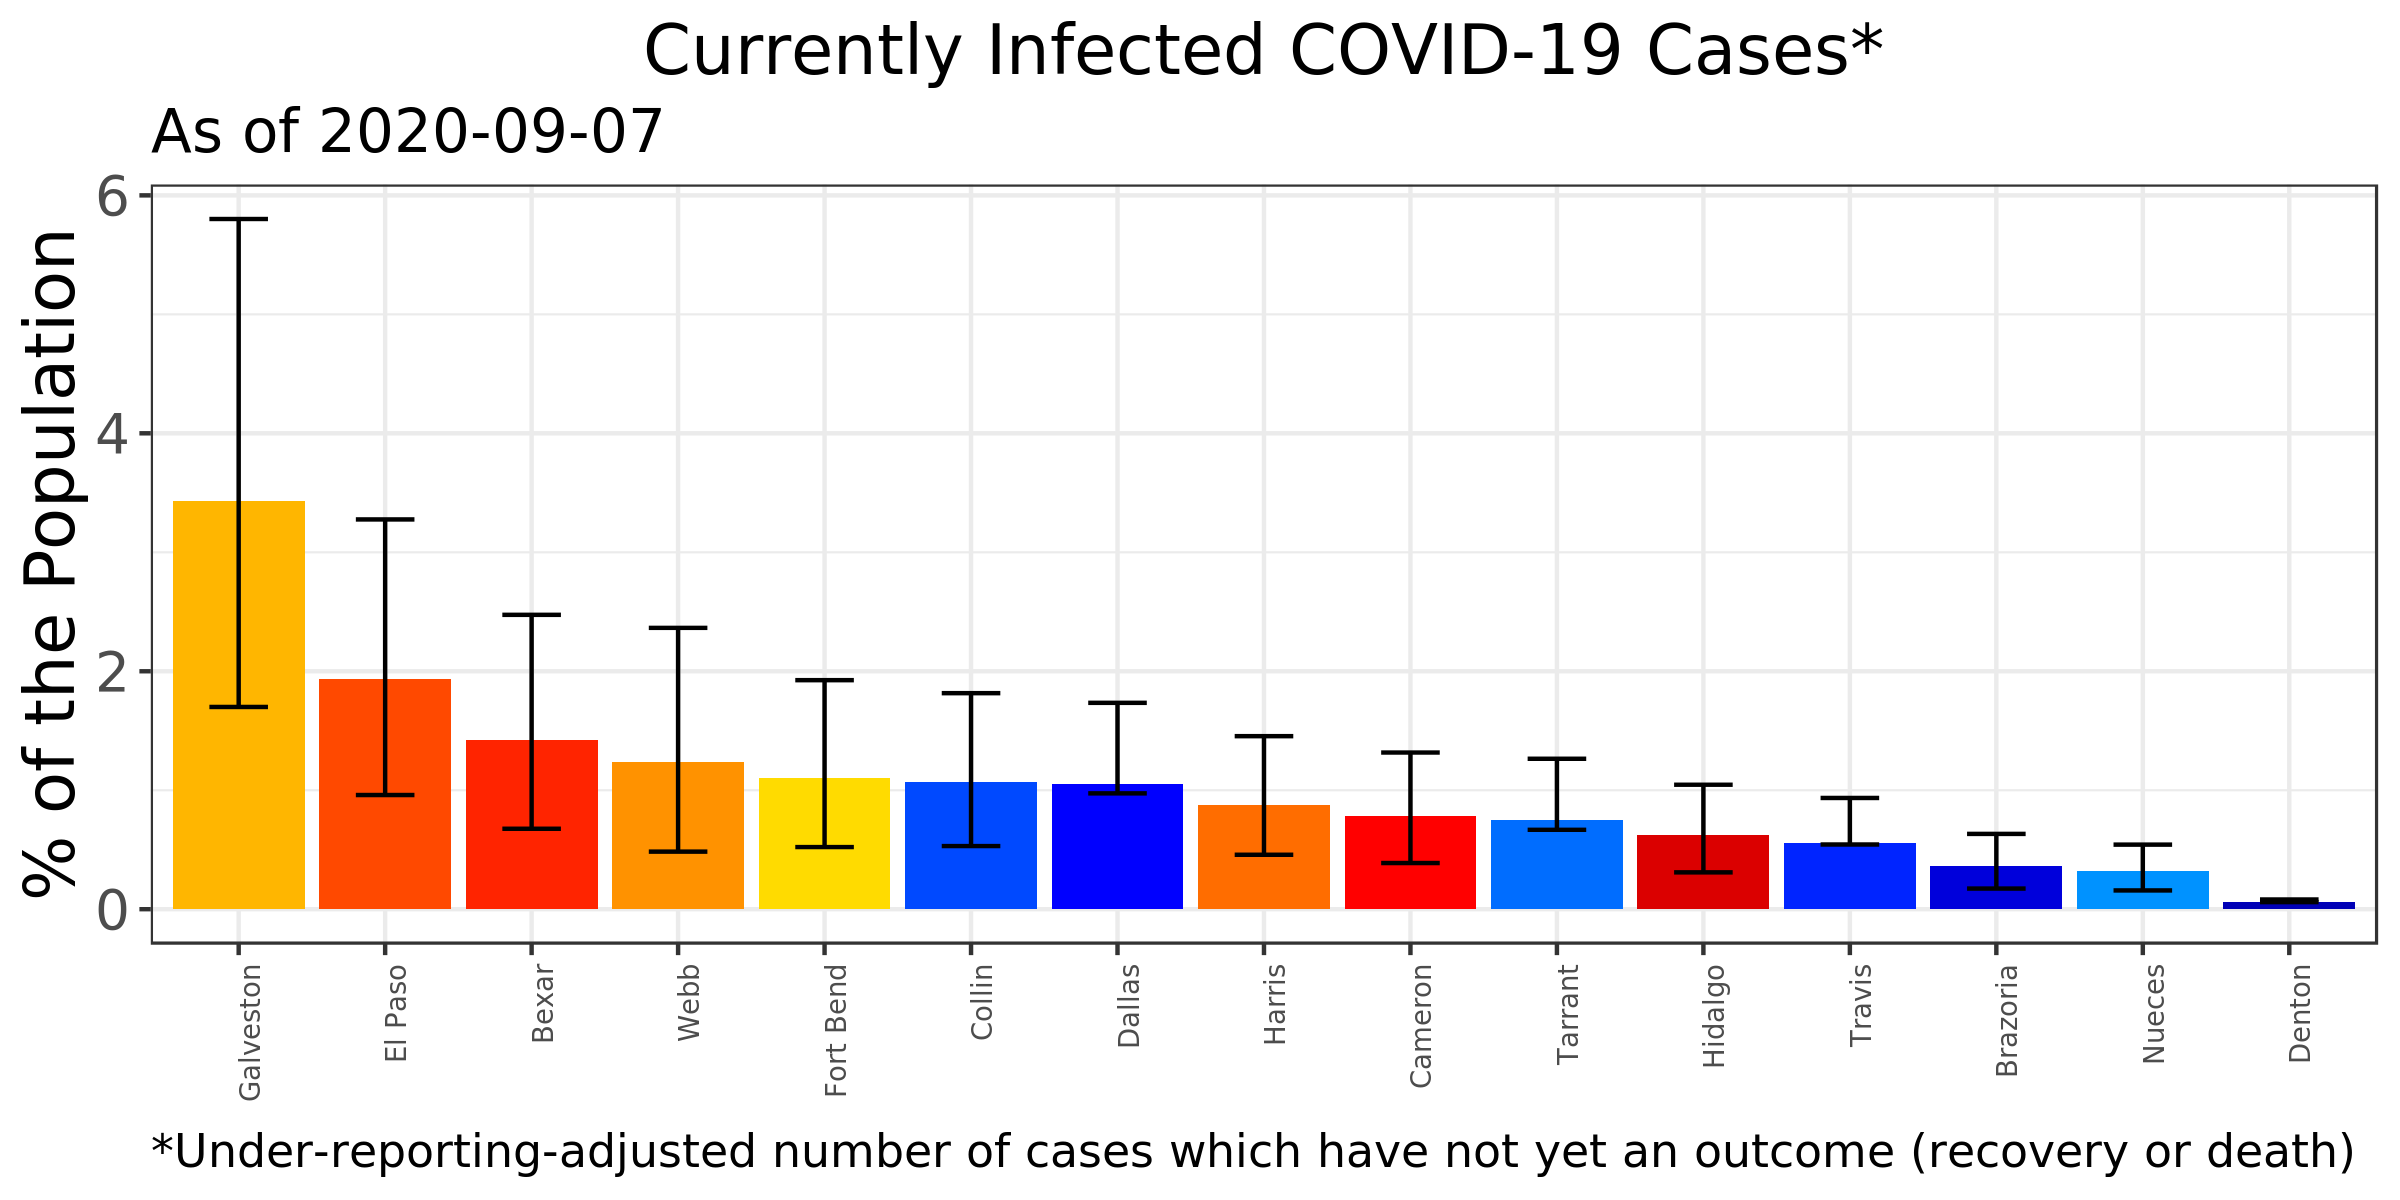 Currently Infected COVID-19 Cases*
As of 2020-09-07
% of the Population
6
4
2
0
Galveston
El Paso
Bexar
Webb
Fort Bend
Collin
Dallas
Harris
Cameron
Tarrant
Hidalgo
Travis
Brazoria
Nueces
Denton
*Under-reporting-adjusted number of cases which have not yet an outcome (recovery or death)